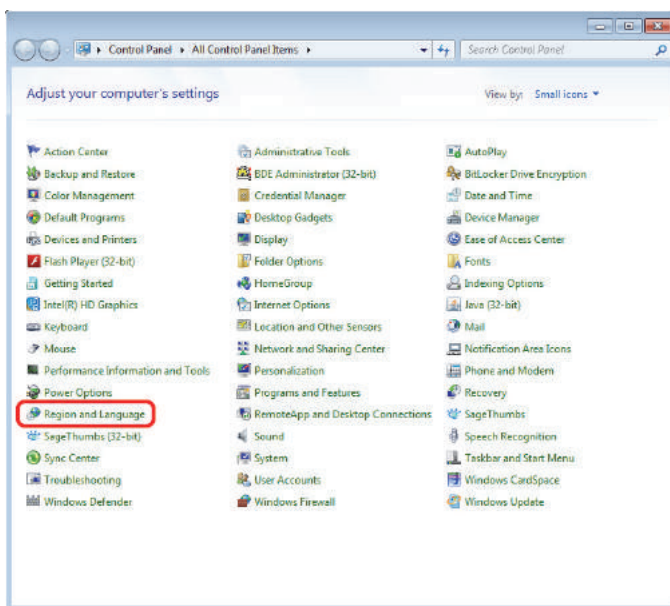 Control Panel ▸ All Control Panel Items ▸
Search Control Panel
Adjust your computer's settings
View by: Small icons
Action Center
Administrative Tools
AutoPlay
Backup and Restore
BDE Administrator (32-bit)
BitLocker Drive Encryption
Color Management
Credential Manager
Date and Time
Default Programs
Desktop Gadgets
Device Manager
Devices and Printers
Display
Ease of Access Center
Flash Player (32-bit)
Folder Options
Fonts
Getting Started
HomeGroup
Indexing Options
Intel(R) HD Graphics
Internet Options
Java (32-bit)
Keyboard
Location and Other Sensors
Mail
Mouse
Network and Sharing Center
Notification Area Icons
Performance Information and Tools
Personalization
Phone and Modem
Power Options
Programs and Features
Recovery
Region and Language
RemoteApp and Desktop Connections
SageThumbs
SageThumbs (32-bit)
Sound
Speech Recognition
Sync Center
System
Taskbar and Start Menu
Troubleshooting
User Accounts
Windows CardSpace
Windows Defender
Windows Firewall
Windows Update